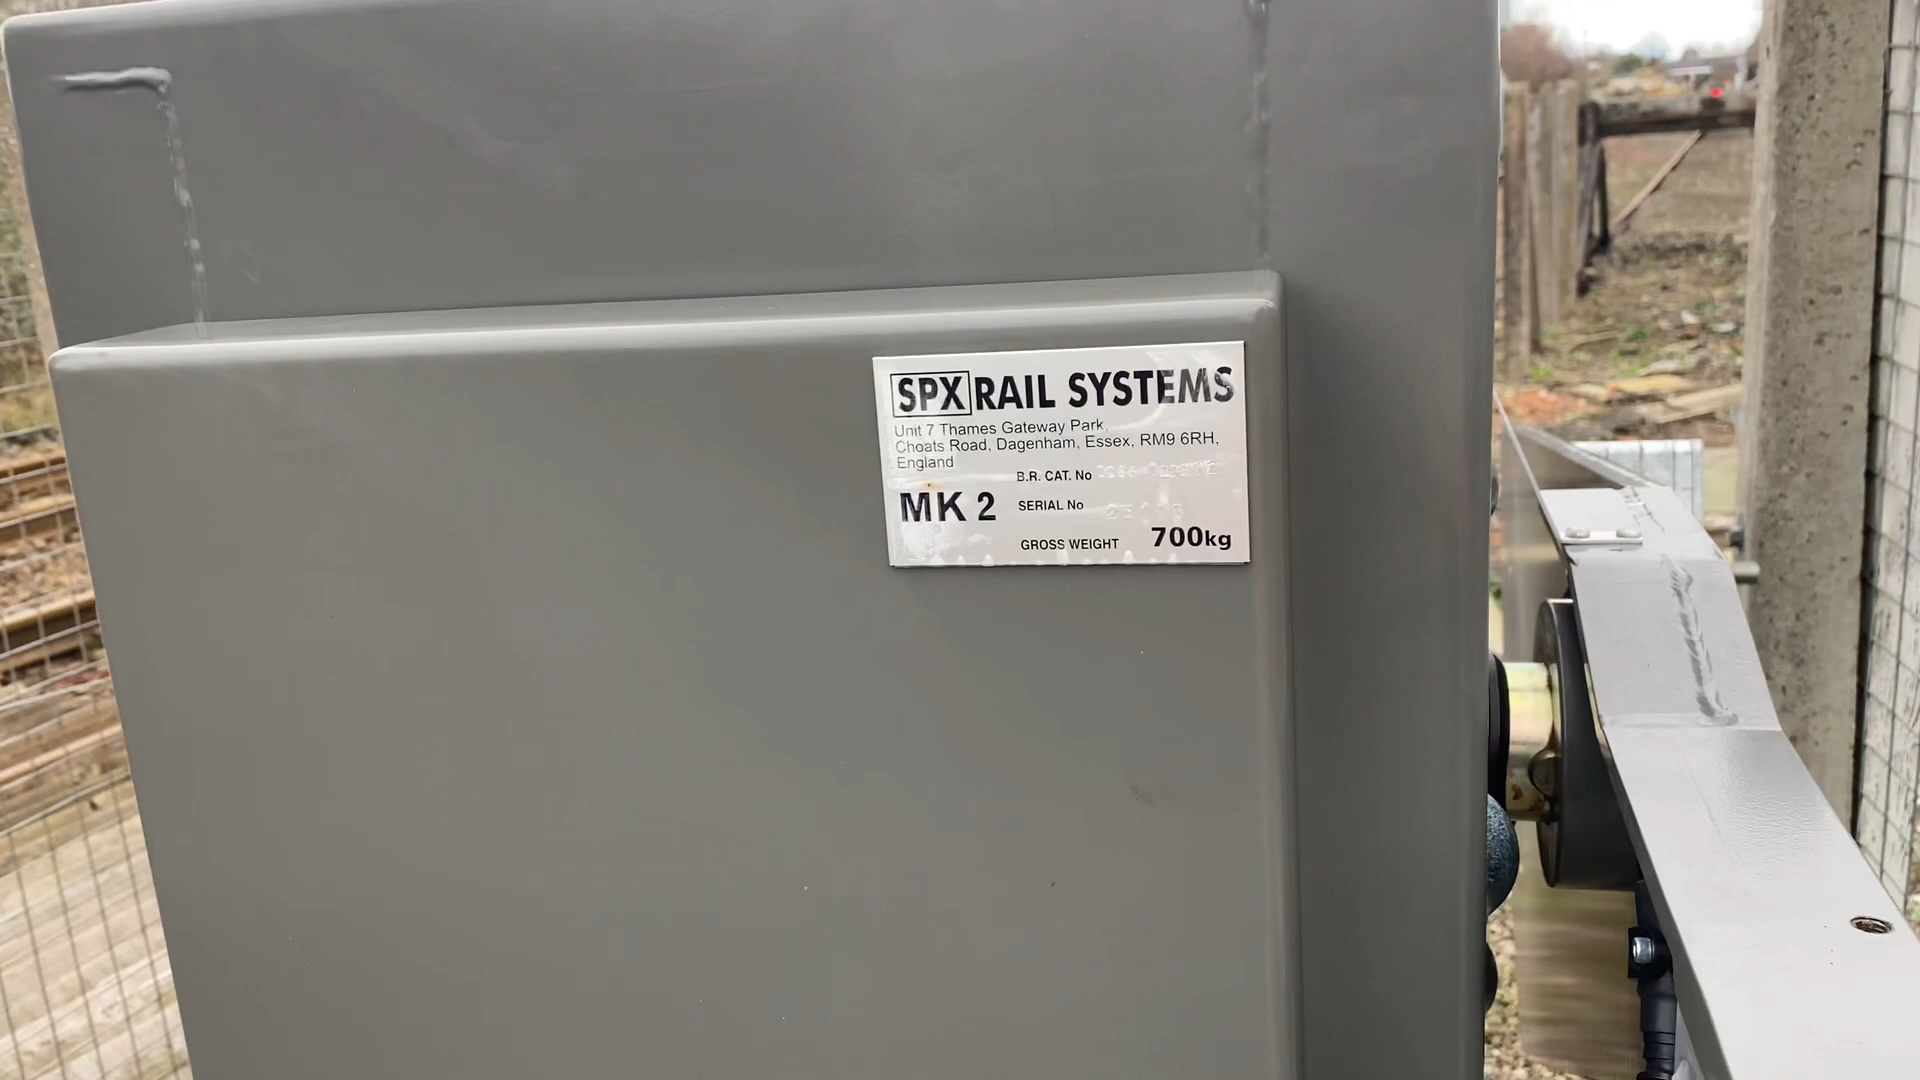 SPX RAIL SYSTEMS
Unit 7 Thames Gateway Park,
Choats Road, Dagenham, Essex, RM9 6RH,
England
B.R. CAT. No
MK 2 SERIAL No
GROSS WEIGHT 700kg